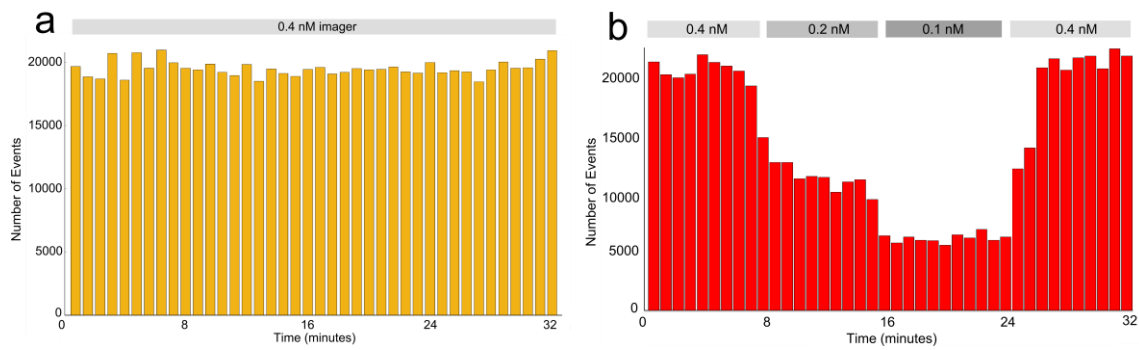 a
0.4 nM imager
20000
15000
10000
5000
0
Number of Events
0 8 16 24 32
Time (minutes)
b
0.4 nM 0.2 nM 0.1 nM 0.4 nM
20000
15000
10000
5000
0
Number of Events
0 8 16 24 32
Time (minutes)